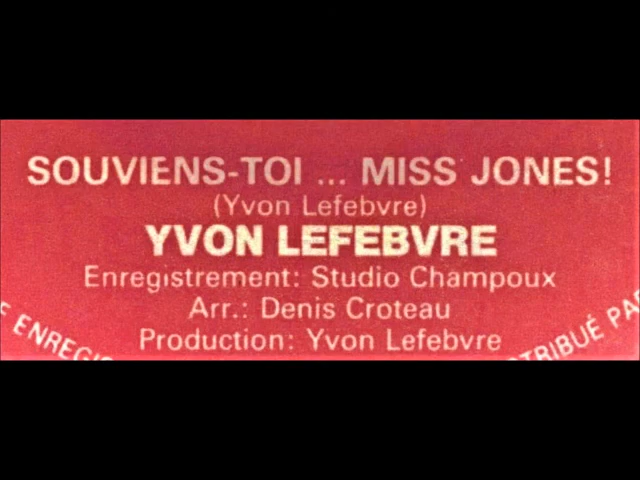 SOUVIENS-TOI ... MISS JONES!
(Yvon Lefebvre)
YVON LEFEBVRE
Enregistrement: Studio Champoux
Arr.: Denis Croteau
Production: Yvon Lefebvre